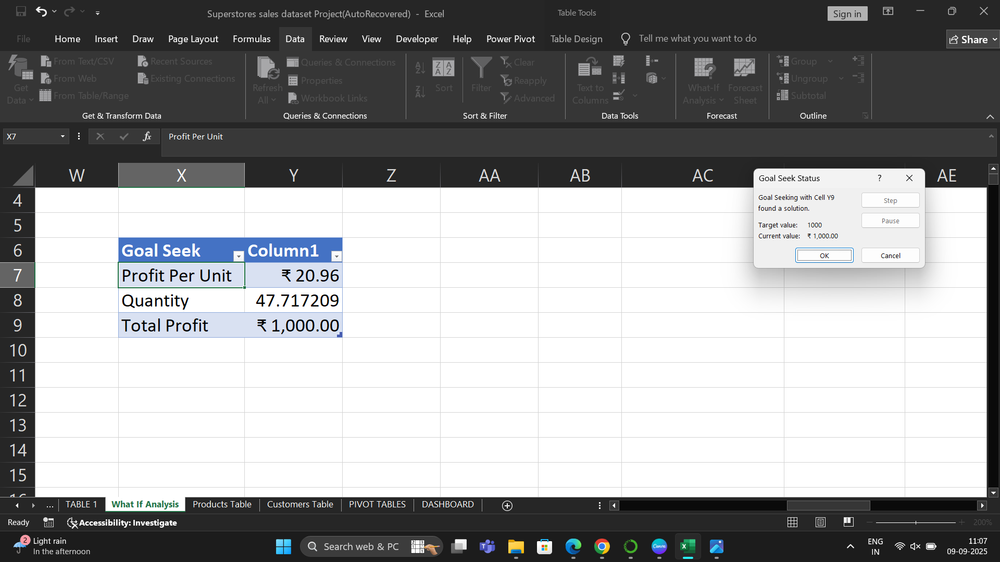 Superstores sales dataset Project(AutoRecovered) - Excel
Table Tools
Sign in
File
Home
Insert
Draw
Page Layout
Formulas
Data
Review
View
Developer
Help
Power Pivot
Table Design
Tell me what you want to do
Share
Get
Data
From Text/CSV
From Web
From Table/Range
Recent Sources
Existing Connections
Get & Transform Data
Refresh
All
Queries & Connections
Properties
Workbook Links
Queries & Connections
Sort
Filter
Clear
Reapply
Advanced
Sort & Filter
Text to
Columns
Data Tools
What-If
Analysis
Forecast
Sheet
Forecast
Group
Ungroup
Subtotal
Outline
X7
fx
Profit Per Unit
W X Y Z AA AB AC AE
4
5
6 Goal Seek Column1
7 Profit Per Unit ₹ 20.96
8 Quantity 47.717209
9 Total Profit ₹ 1,000.00
10
11
12
13
14
15
Goal Seek Status
?
Goal Seeking with Cell Y9
found a solution.
Step
Pause
Target value: 1000
Current value: ₹ 1,000.00
OK
Cancel
... TABLE 1 What If Analysis Products Table Customers Table PIVOT TABLES DASHBOARD
Ready
Accessibility: Investigate
200%
2
Light rain
In the afternoon
Search web & PC
Canva
ENG
IN
11:07
09-09-2025